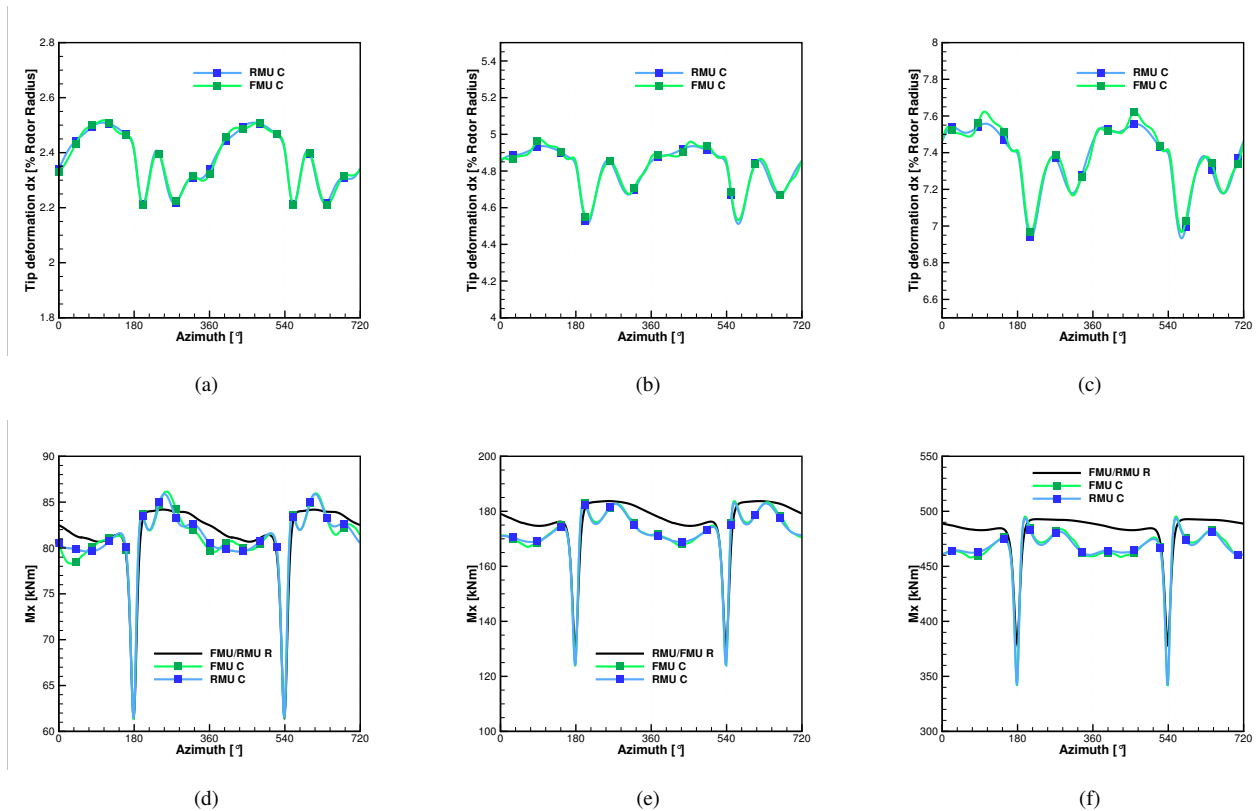 Tip deformation dx [% Rotor Radius]
2.8
2.6
2.4
2.2
2
1.8
0
180
360
540
720
Azimuth [°]
RMU C
FMU C
(a)
Tip deformation dx [% Rotor Radius]
5.4
5.2
5
4.8
4.6
4.4
4.2
4
0
180
360
540
720
Azimuth [°]
RMU C
FMU C
(b)
Tip deformation dx [% Rotor Radius]
8
7.8
7.6
7.4
7.2
7
6.8
6.6
0
180
360
540
720
Azimuth [°]
RMU C
FMU C
(c)
Mx [kNm]
90
85
80
75
70
65
60
0
180
360
540
720
Azimuth [°]
FMU/RMU R
FMU C
RMU C
(d)
Mx [kNm]
200
180
160
140
120
100
0
180
360
540
720
Azimuth [°]
RMU/FMU R
FMU C
RMU C
(e)
Mx [kNm]
550
500
450
400
350
300
0
180
360
540
720
Azimuth [°]
FMU/RMU R
FMU C
RMU C
(f)